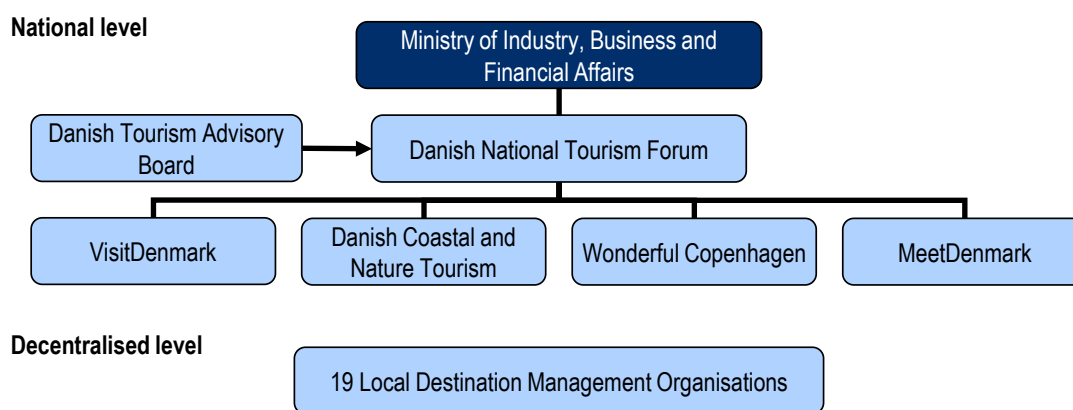 National level
Ministry of Industry, Business and
Financial Affairs
Danish Tourism Advisory
Board
Danish National Tourism Forum
VisitDenmark
Danish Coastal and
Nature Tourism
Wonderful Copenhagen
MeetDenmark
Decentralised level
19 Local Destination Management Organisations